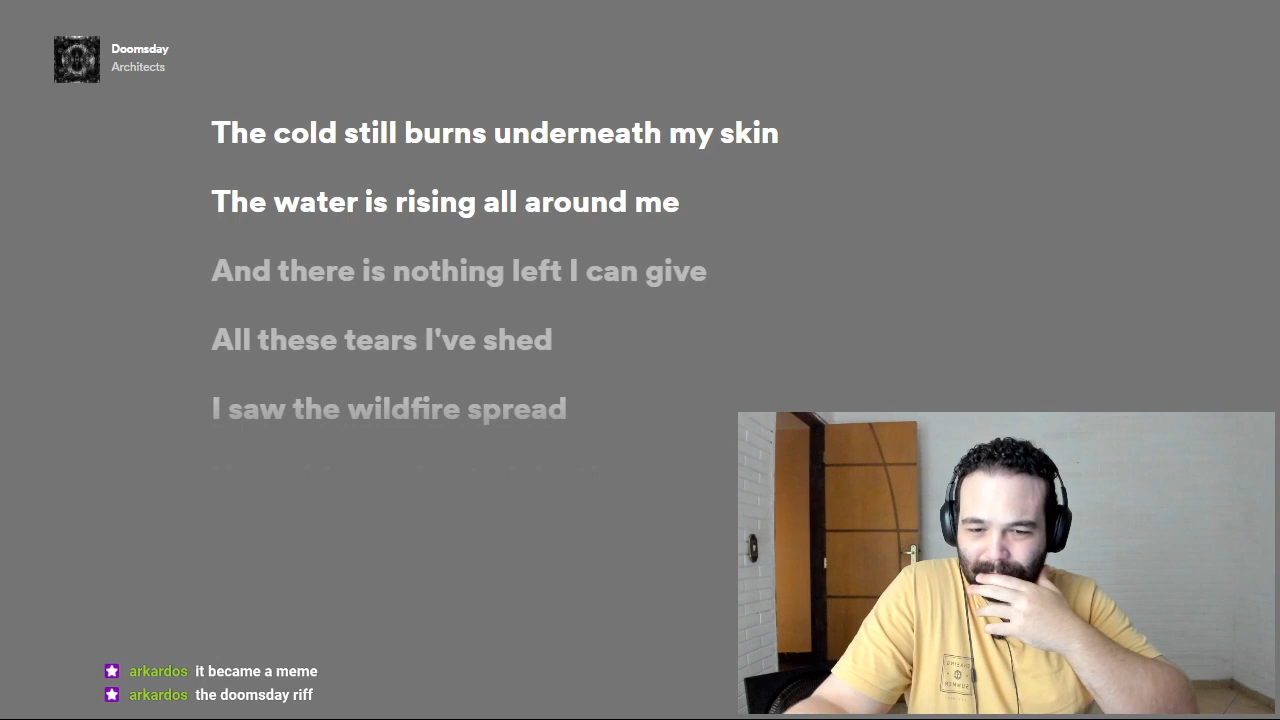 Doomsday
Architects
The cold still burns underneath my skin
The water is rising all around me
And there is nothing left I can give
All these tears I've shed
I saw the wildfire spread
arkardos it became a meme
arkardos the doomsday riff